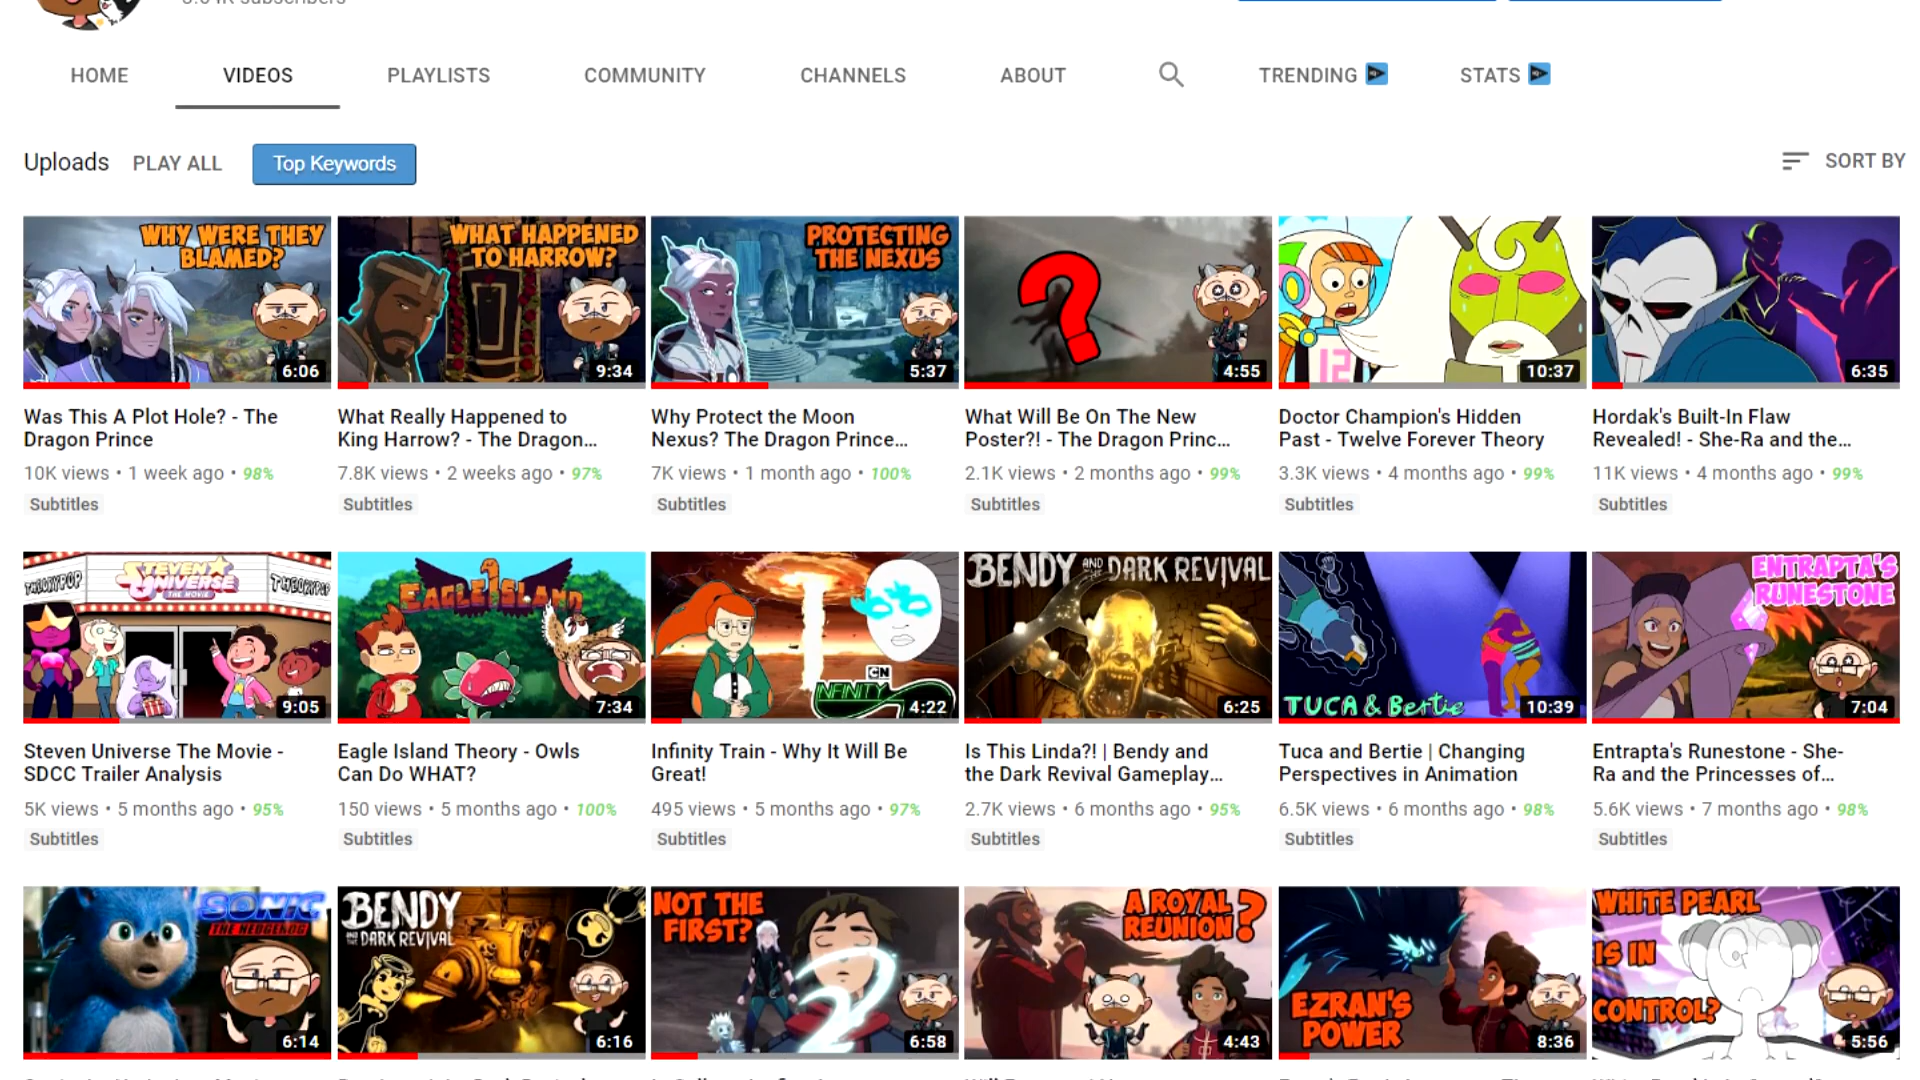 HOME VIDEOS PLAYLISTS COMMUNITY CHANNELS ABOUT TRENDING STATS
Uploads PLAY ALL Top Keywords SORT BY
WHY WERE THEY
BLAMED?
6:06
WHAT HAPPENED
TO HARROW?
9:34
PROTECTING
THE NEXUS
5:37
?
4:55
12
10:37
6:35
Was This A Plot Hole? - The
Dragon Prince
10K views • 1 week ago • 98%
Subtitles
What Really Happened to
King Harrow? - The Dragon...
7.8K views • 2 weeks ago • 97%
Subtitles
Why Protect the Moon
Nexus? The Dragon Prince...
7K views • 1 month ago • 100%
Subtitles
What Will Be On The New
Poster?! - The Dragon Princ...
2.1K views • 2 months ago • 99%
Subtitles
Doctor Champion's Hidden
Past - Twelve Forever Theory
3.3K views • 4 months ago • 99%
Subtitles
Hordak's Built-In Flaw
Revealed! - She-Ra and the...
11K views • 4 months ago • 99%
Subtitles
THEORYPOP
STEVEN
UNIVERSE
THE MOVIE
THEORYPOP
9:05
EAGLE ISLAND
7:34
CN
INFINITY
4:22
BENDY AND THE DARK REVIVAL
6:25
TUCA & BERTIE
10:39
ENTRAPTA'S
RUNESTONE
7:04
Steven Universe The Movie -
SDCC Trailer Analysis
5K views • 5 months ago • 95%
Subtitles
Eagle Island Theory - Owls
Can Do WHAT?
150 views • 5 months ago • 100%
Subtitles
Infinity Train - Why It Will Be
Great!
495 views • 5 months ago • 97%
Subtitles
Is This Linda?! | Bendy and
the Dark Revival Gameplay...
2.7K views • 6 months ago • 95%
Subtitles
Tuca and Bertie | Changing
Perspectives in Animation
6.5K views • 6 months ago • 98%
Subtitles
Entrapta's Runestone - She-
Ra and the Princesses of...
5.6K views • 7 months ago • 98%
Subtitles
SONIC
THE HEDGEHOG
6:14
BENDY
AND THE DARK REVIVAL
6:16
NOT THE
FIRST?
2
6:58
A ROYAL
REUNION?
4:43
EZRAN'S
POWER
8:36
WHITE PEARL
IS IN
CONTROL?
5:56